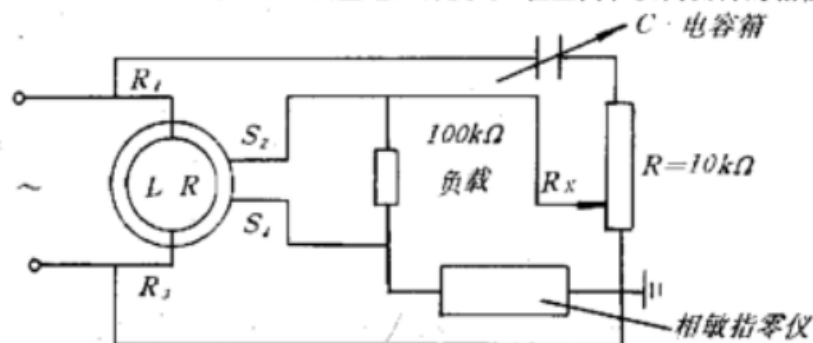 C · 电容箱
R₁
S₂
100kΩ
负载
R=10kΩ
L R
Rx
~
S₄
R₃
相敏指零仪